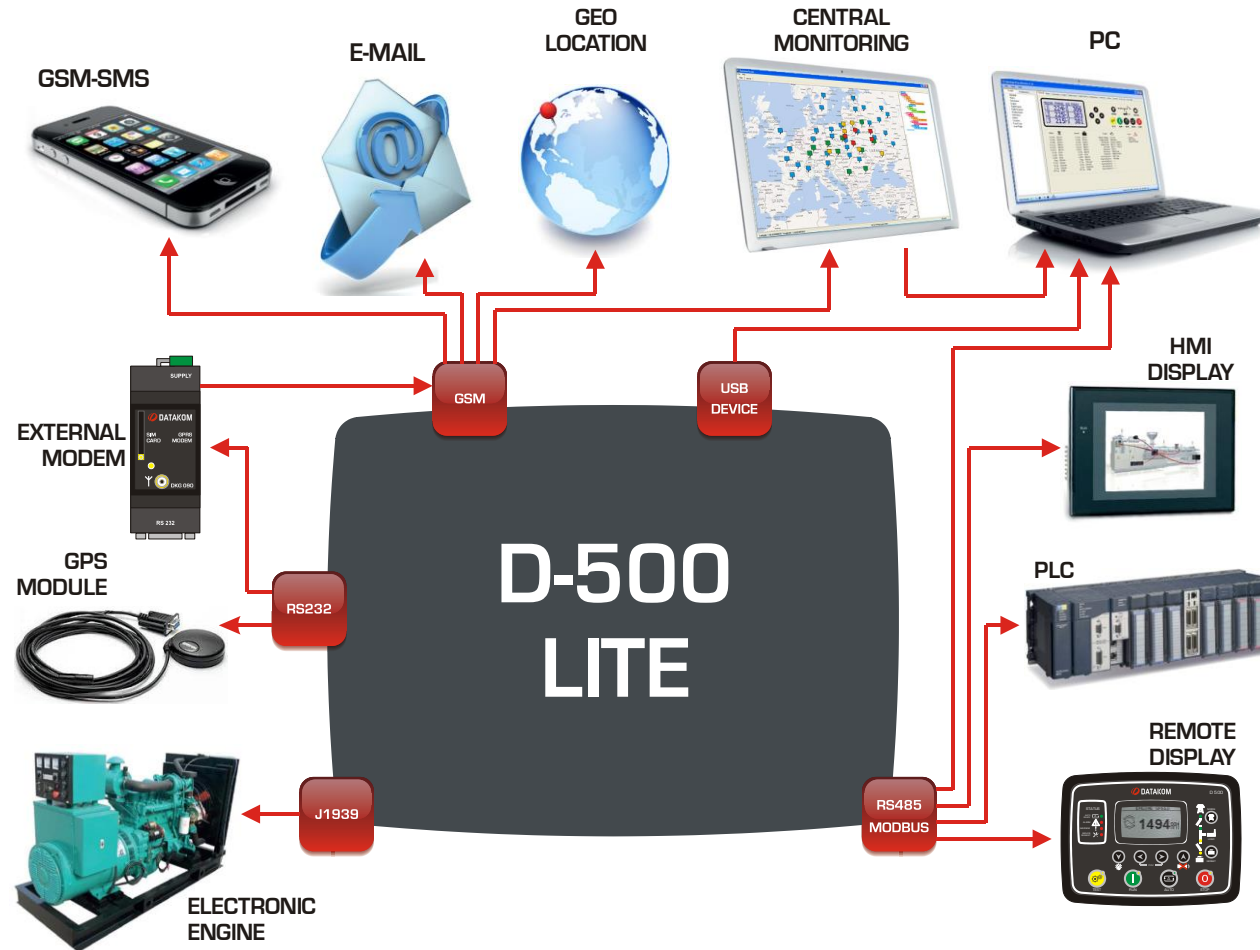 GEO
LOCATION
CENTRAL
MONITORING
PC
E-MAIL
GSM-SMS
GSM
USB
DEVICE
HMI
DISPLAY
SUPPLY
DATAKOM
SIM
CARD
GPRS
MODEM
DKG 090
RS 232
EXTERNAL
MODEM
GPS
MODULE
RS232
D-500
LITE
PLC
REMOTE
DISPLAY
J1939
RS485
MODBUS
DATAKOM
D-500
STATUS
1494
ELECTRONIC
ENGINE